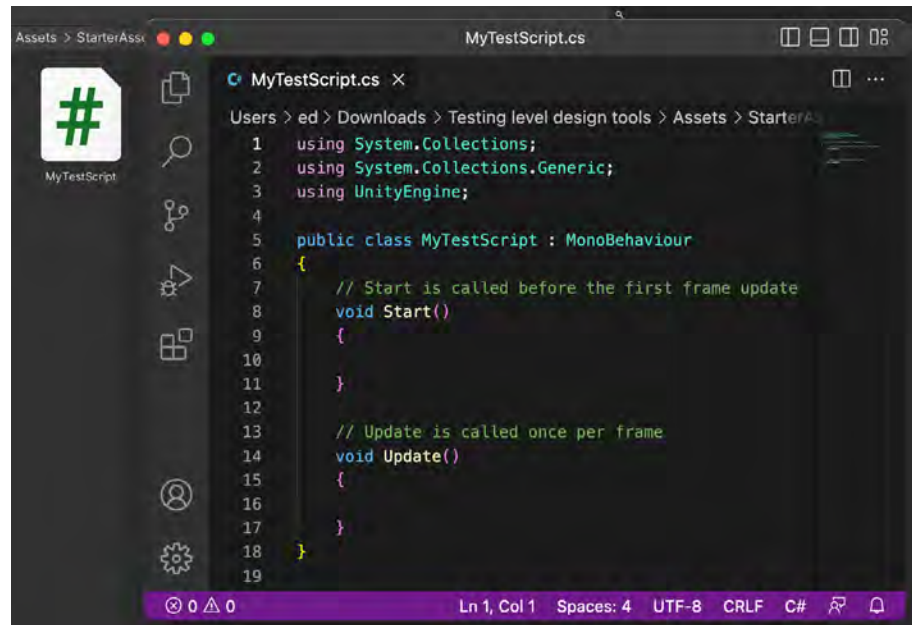 Assets > StarterAss
MyTestScript
MyTestScript.cs
MyTestScript.cs
Users > ed > Downloads > Testing level design tools > Assets > StarterAs
1 using System.Collections;
2 using System.Collections.Generic;
3 using UnityEngine;
4
5 public class MyTestScript : MonoBehaviour
6 {
7 // Start is called before the first frame update
8 void Start()
9 {
10
11 }
12
13 // Update is called once per frame
14 void Update()
15 {
16
17 }
18 }
19
0 0 Ln 1, Col 1 Spaces: 4 UTF-8 CRLF C#